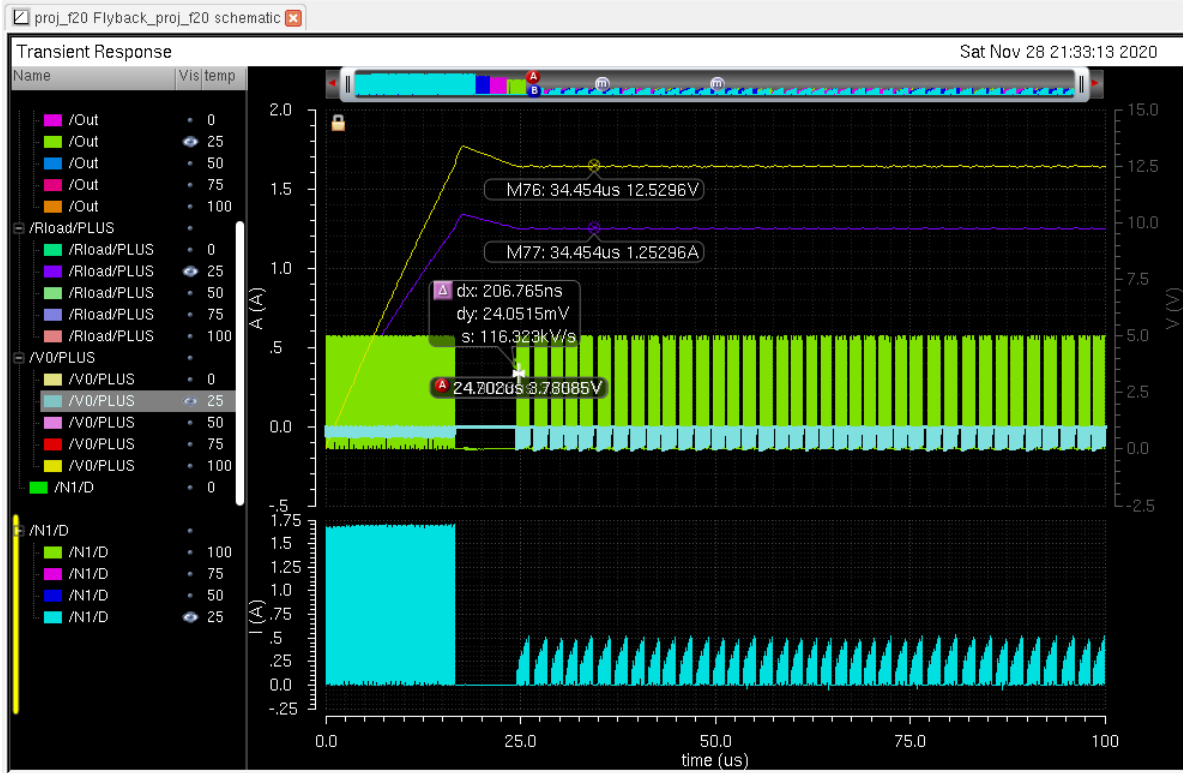 proj_f20 Flyback_proj_f20 schematic
Transient Response
Sat Nov 28 21:33:13 2020
Name Vis temp
/Out 0
/Out 25
/Out 50
/Out 75
/Out 100
/Rload/PLUS
/Rload/PLUS 0
/Rload/PLUS 25
/Rload/PLUS 50
/Rload/PLUS 75
/Rload/PLUS 100
/V0/PLUS
/V0/PLUS 0
/V0/PLUS 25
/V0/PLUS 50
/V0/PLUS 75
/V0/PLUS 100
/N1/D 0
/N1/D
/N1/D 100
/N1/D 75
/N1/D 50
/N1/D 25
A
B
m
m
2.0
1.5
1.0
.5
0.0
-.5
A (A)
15.0
12.5
10.0
7.5
5.0
2.5
0.0
-2.5
V (V)
M76: 34.454us 12.5296V
M77: 34.454us 1.25296A
Δ dx: 206.765ns
dy: 24.0515mV
s: 116.323kV/s
A
1.75
1.5
1.25
1.0
.75
.5
.25
0.0
-.25
I (A)
0.0
25.0
50.0
75.0
100
time (us)